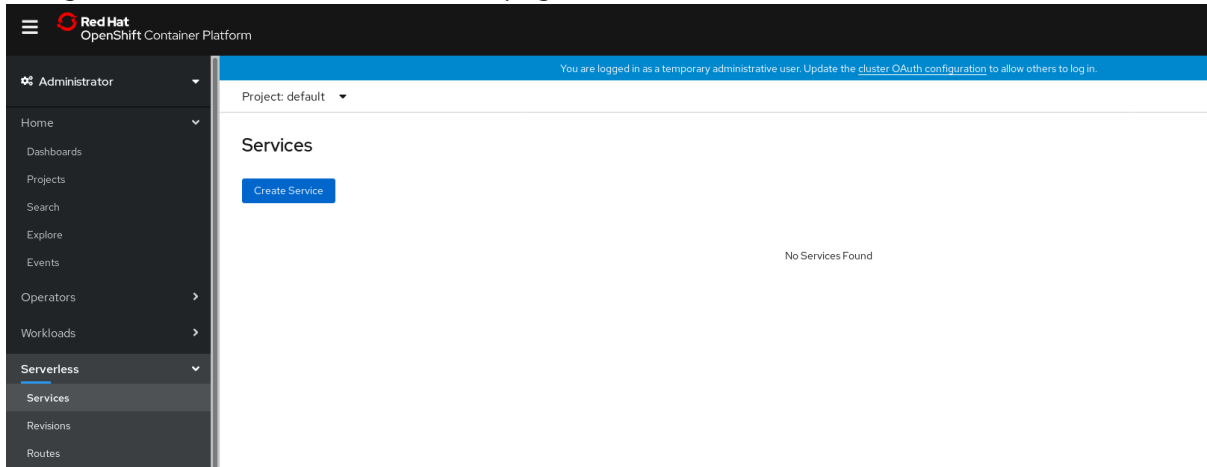 Red Hat
OpenShift Container Platform
Administrator
You are logged in as a temporary administrative user. Update the cluster OAuth configuration to allow others to log in.
Project: default
Home
Dashboards
Projects
Search
Explore
Events
Operators
Workloads
Serverless
Services
Revisions
Routes
Services
Create Service
No Services Found